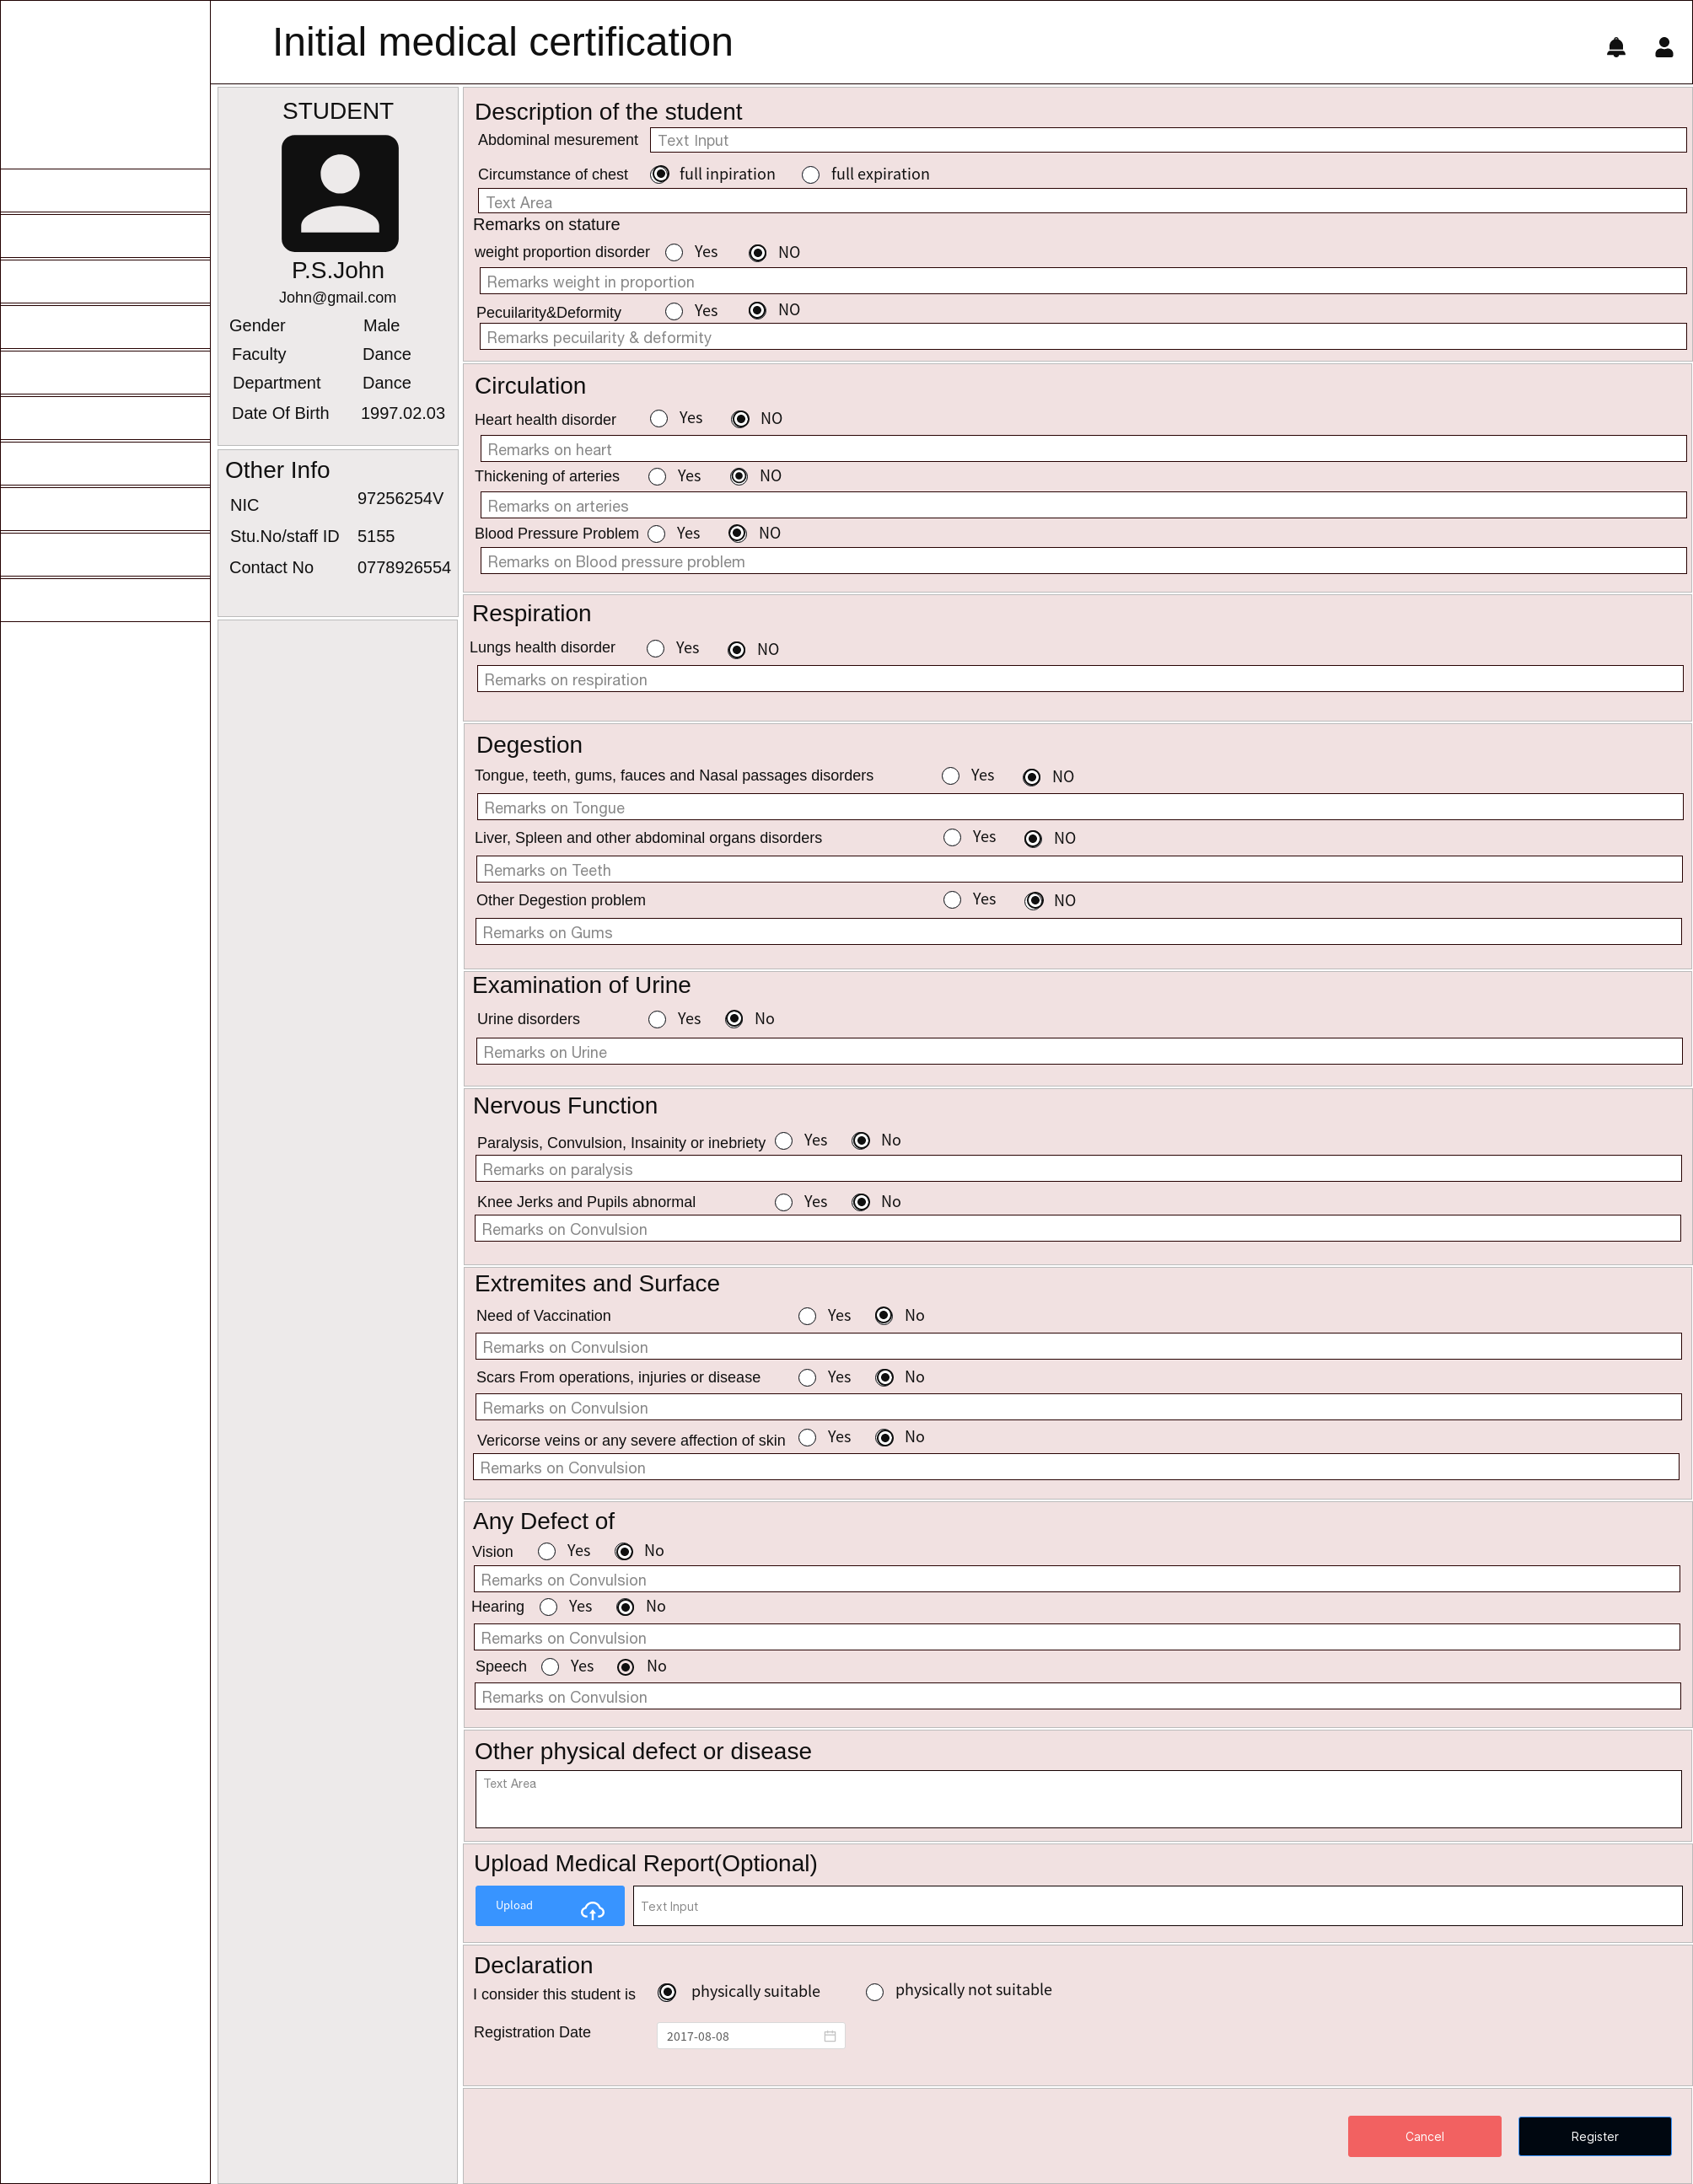 Initial medical certification
STUDENT
P.S.John
John@gmail.com
Gender Male
Faculty Dance
Department Dance
Date Of Birth 1997.02.03
Other Info
NIC 97256254V
Stu.No/staff ID 5155
Contact No 0778926554
Description of the student
Abdominal mesurement Text Input
Circumstance of chest full inpiration full expiration
Text Area
Remarks on stature
weight proportion disorder Yes NO
Remarks weight in proportion
Pecuilarity&Deformity Yes NO
Remarks pecuilarity & deformity
Circulation
Heart health disorder Yes NO
Remarks on heart
Thickening of arteries Yes NO
Remarks on arteries
Blood Pressure Problem Yes NO
Remarks on Blood pressure problem
Respiration
Lungs health disorder Yes NO
Remarks on respiration
Degestion
Tongue, teeth, gums, fauces and Nasal passages disorders Yes NO
Remarks on Tongue
Liver, Spleen and other abdominal organs disorders Yes NO
Remarks on Teeth
Other Degestion problem Yes NO
Remarks on Gums
Examination of Urine
Urine disorders Yes No
Remarks on Urine
Nervous Function
Paralysis, Convulsion, Insainity or inebriety Yes No
Remarks on paralysis
Knee Jerks and Pupils abnormal Yes No
Remarks on Convulsion
Extremites and Surface
Need of Vaccination Yes No
Remarks on Convulsion
Scars From operations, injuries or disease Yes No
Remarks on Convulsion
Vericorse veins or any severe affection of skin Yes No
Remarks on Convulsion
Any Defect of
Vision Yes No
Remarks on Convulsion
Hearing Yes No
Remarks on Convulsion
Speech Yes No
Remarks on Convulsion
Other physical defect or disease
Text Area
Upload Medical Report(Optional)
Upload Text Input
Declaration
I consider this student is physically suitable physically not suitable
Registration Date 2017-08-08
Cancel Register